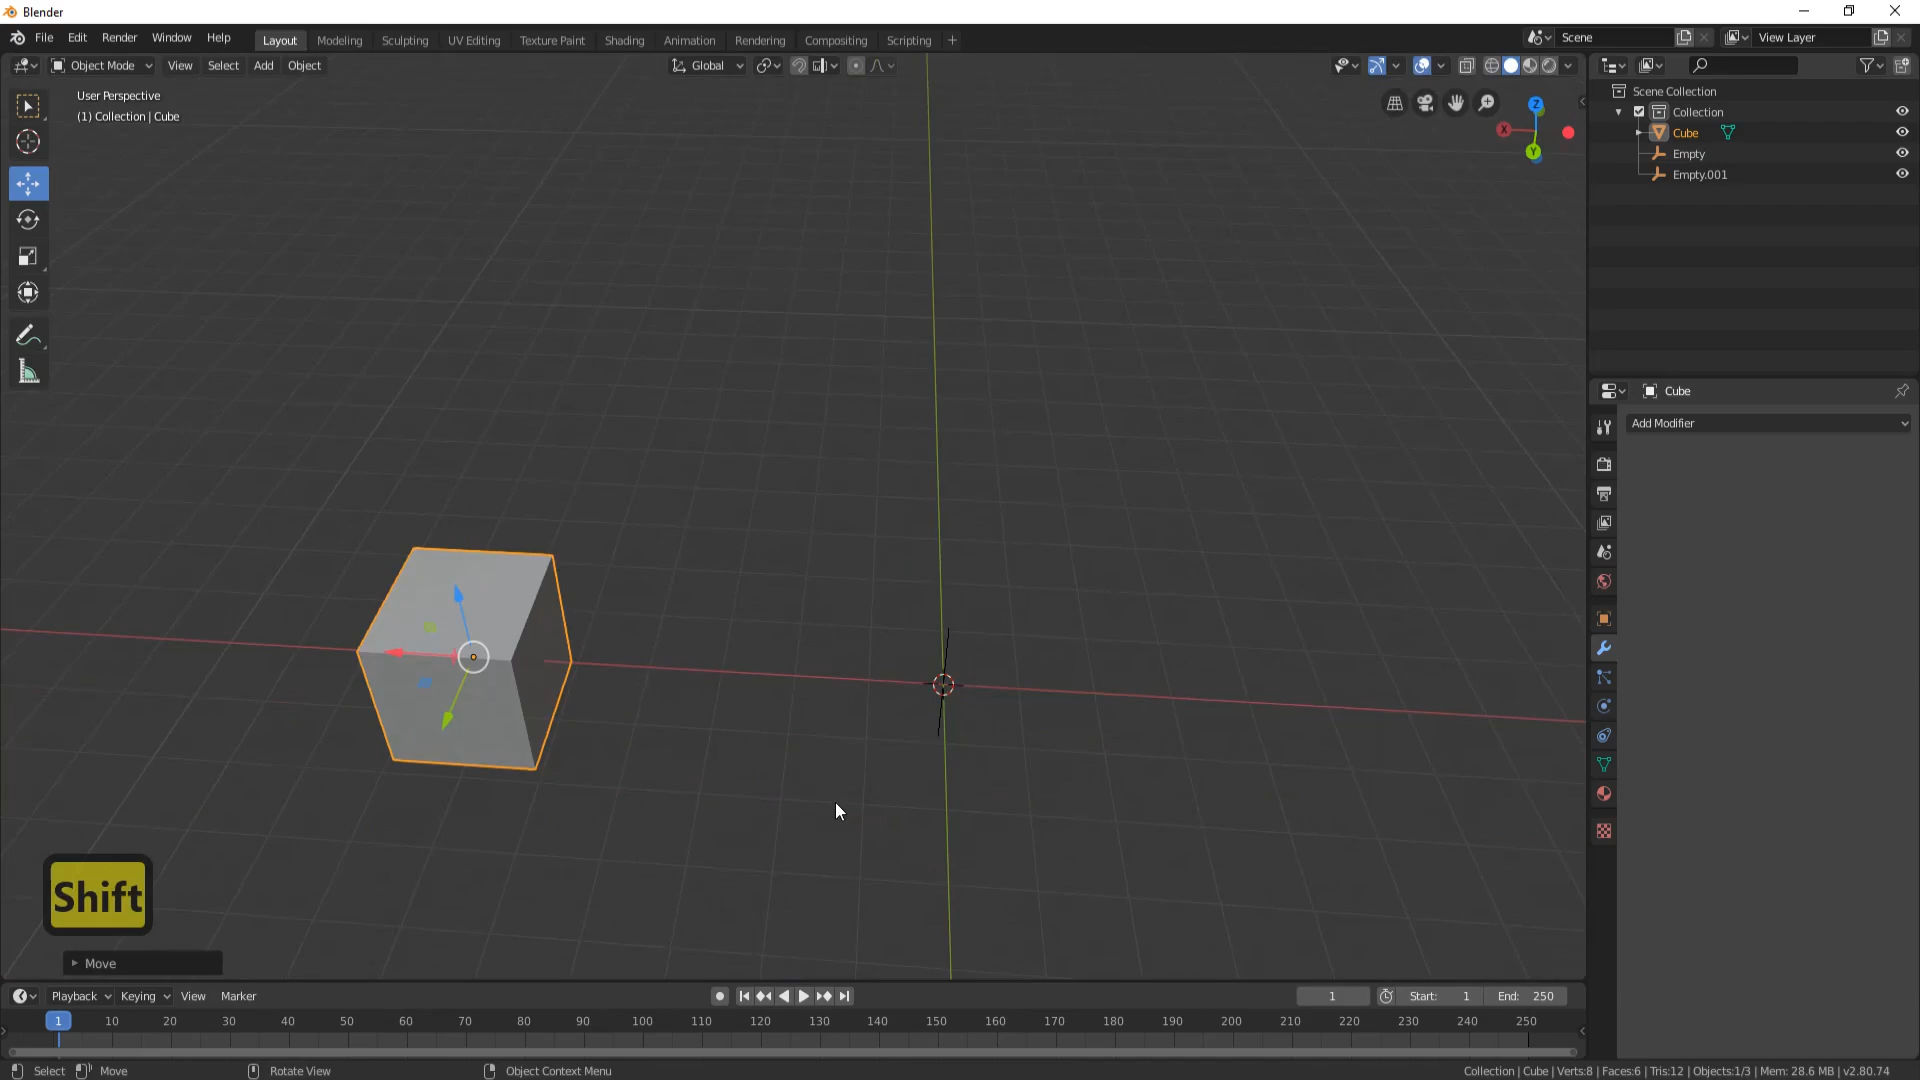 Blender
File Edit Render Window Help Layout Modeling Sculpting UV Editing Texture Paint Shading Animation Rendering Compositing Scripting + Scene View Layer
Object Mode View Select Add Object Global
User Perspective
(1) Collection | Cube
Z
X
Y
Scene Collection
Collection
Cube
Empty
Empty.001
Cube
Add Modifier
Shift
Move
Playback Keying View Marker 1 Start: 1 End: 250
1 10 20 30 40 50 60 70 80 90 100 110 120 130 140 150 160 170 180 190 200 210 220 230 240 250
Select Move Rotate View Object Context Menu Collection | Cube | Verts:8 | Faces:6 | Tris:12 | Objects:1/3 | Mem: 28.6 MB | v2.80.74